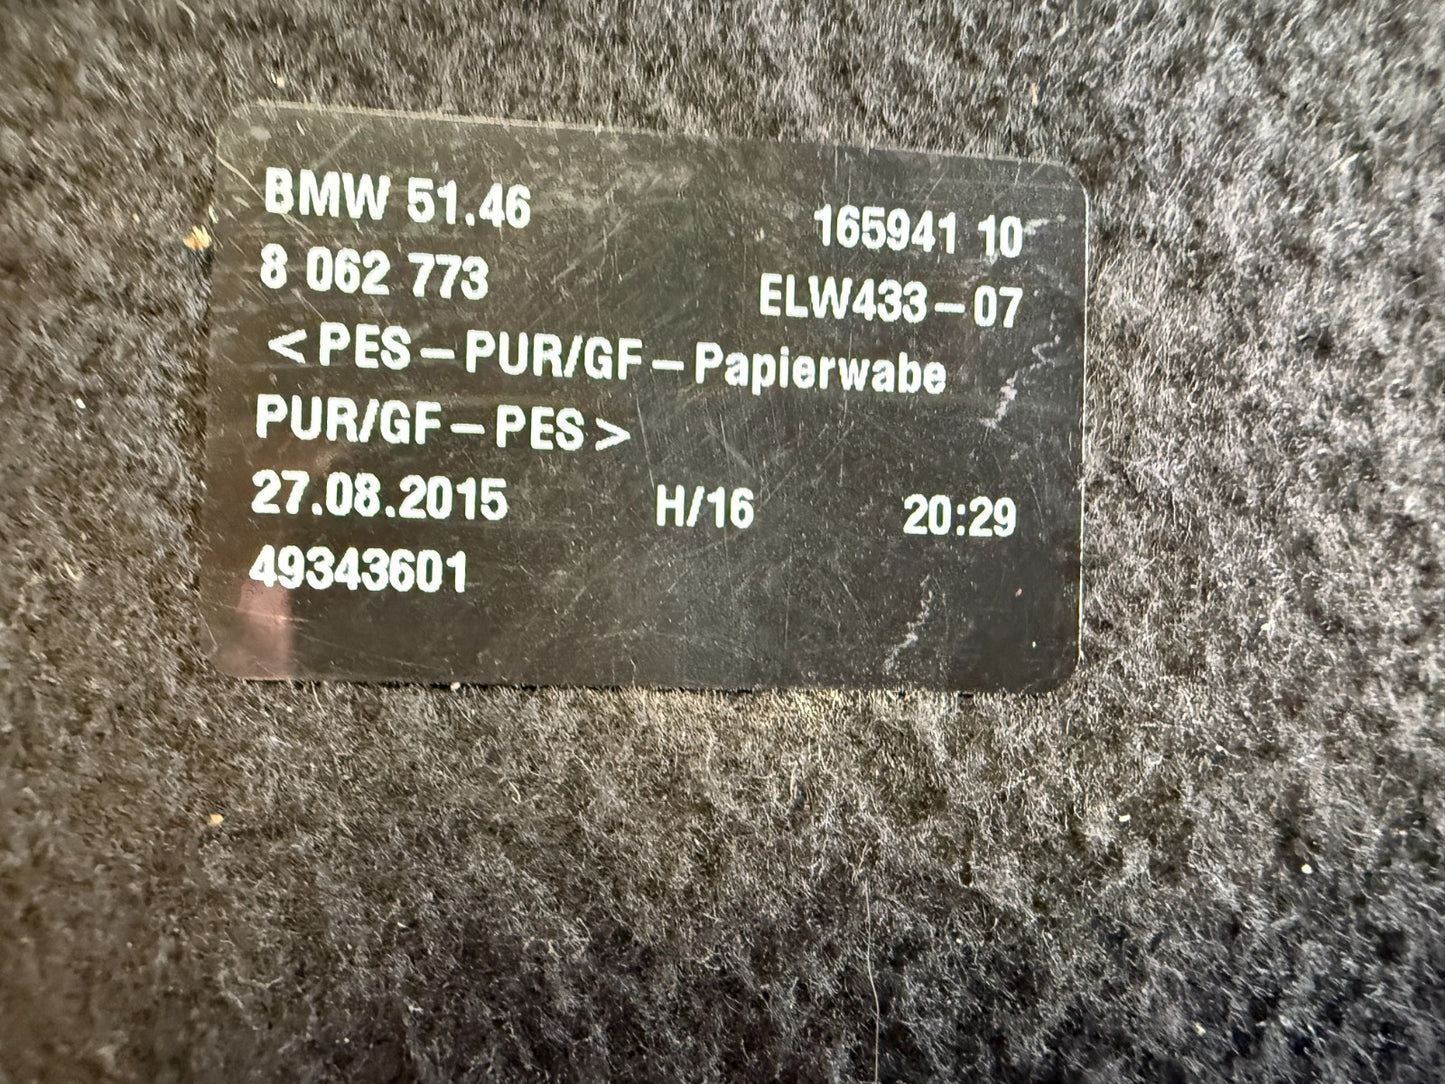 BMW 51.46 165941 10
8 062 773 ELW433-07
<PES-PUR/GF-Papierwabe
PUR/GF-PES>
27.08.2015 H/16 20:29
49343601